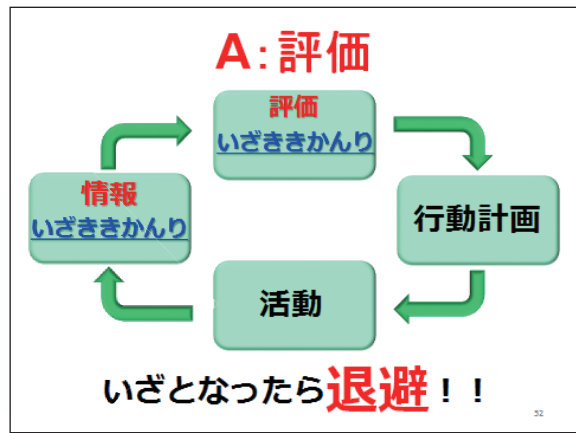 A:評価
評価
いざききかんり
情報
いざききかんり
行動計画
活動
いざとなったら退避！！
52